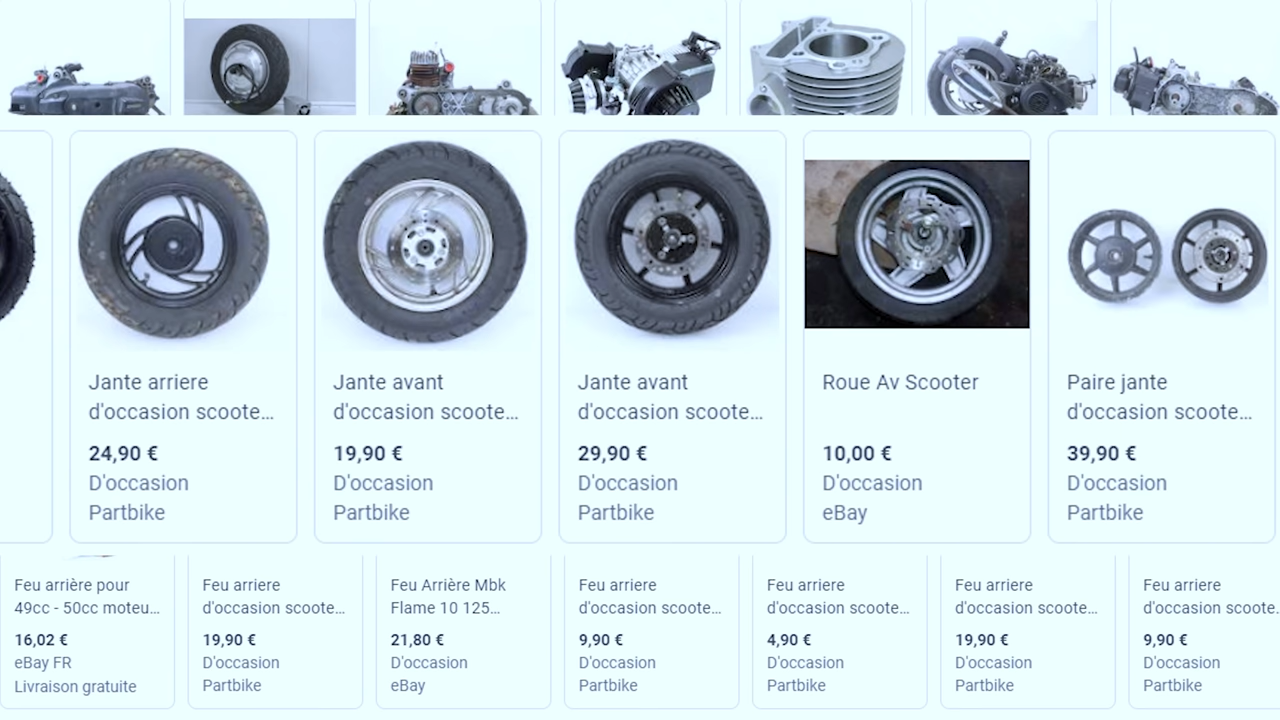 Jante arriere
d'occasion scoote...
24,90 €
D'occasion
Partbike
Jante avant
d'occasion scoote...
19,90 €
D'occasion
Partbike
Jante avant
d'occasion scoote...
29,90 €
D'occasion
Partbike
Roue Av Scooter
10,00 €
D'occasion
eBay
Paire jante
d'occasion scoote...
39,90 €
D'occasion
Partbike
Feu arrière pour
49cc - 50cc moteu...
16,02 €
eBay FR
Livraison gratuite
Feu arriere
d'occasion scoote...
19,90 €
D'occasion
Partbike
Feu Arrière Mbk
Flame 10 125...
21,80 €
D'occasion
eBay
Feu arriere
d'occasion scoote...
9,90 €
D'occasion
Partbike
Feu arriere
d'occasion scoote...
4,90 €
D'occasion
Partbike
Feu arriere
d'occasion scoote...
19,90 €
D'occasion
Partbike
Feu arriere
d'occasion scoote.
9,90 €
D'occasion
Partbike